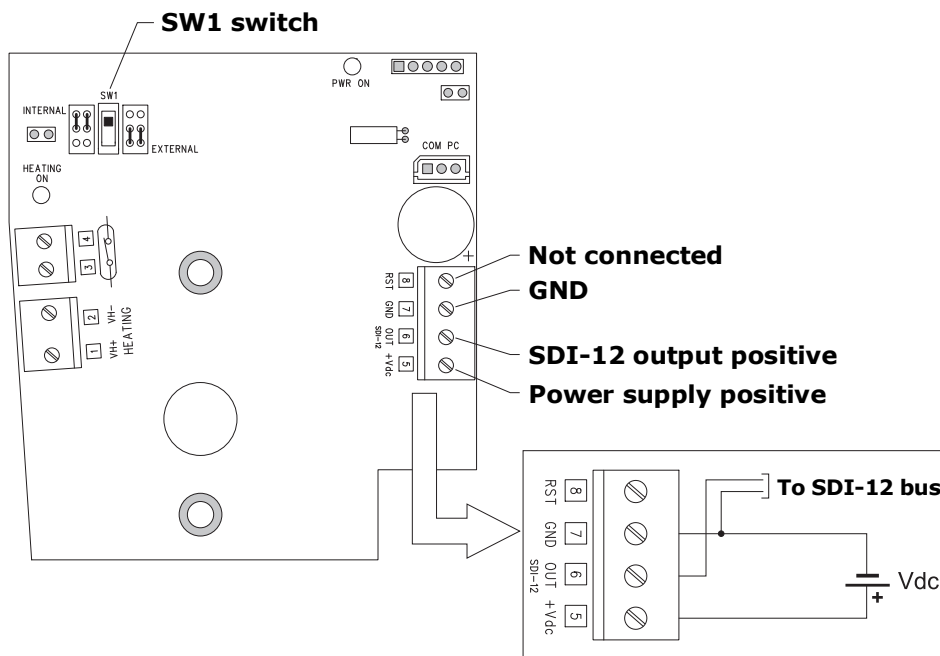 SW1 switch
PWR ON
SW1
INTERNAL
EXTERNAL
COM PC
HEATING
ON
4
3
2 VH-
1 VH+
HEATING
+
8 RST
7 GND
6 OUT
SDI-12
5 +Vdc
Not connected
GND
SDI-12 output positive
Power supply positive
RST 8
GND 7
OUT 6
SDI-12
+Vdc 5
To SDI-12 bus
Vdc
+